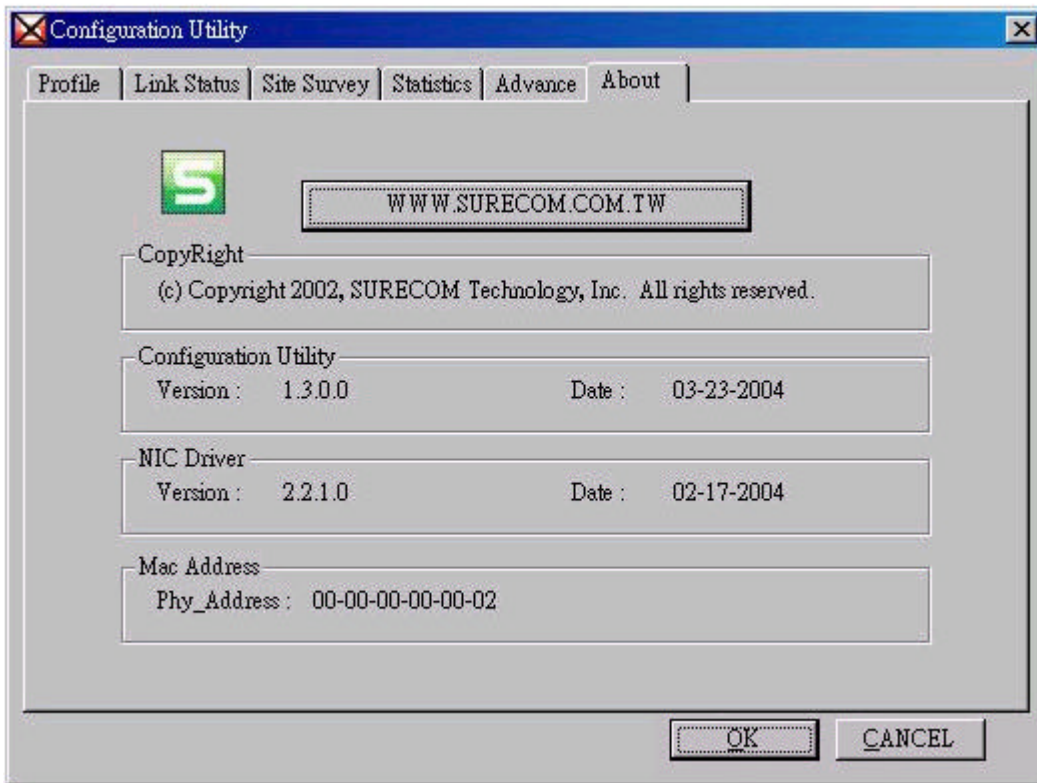 Configuration Utility
Profile Link Status Site Survey Statistics Advance About
S
WWW.SURECOM.COM.TW
CopyRight
(c) Copyright 2002, SURECOM Technology, Inc. All rights reserved.
Configuration Utility
Version : 1.3.0.0 Date : 03-23-2004
NIC Driver
Version : 2.2.1.0 Date : 02-17-2004
Mac Address
Phy_Address : 00-00-00-00-00-02
OK CANCEL